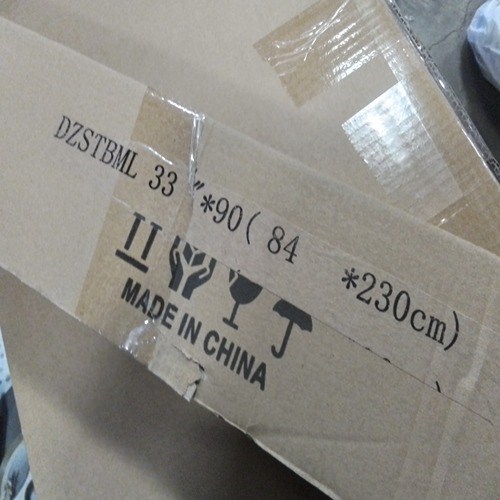 DZSTBML 33 "*90( 84 *230cm)
MADE IN CHINA